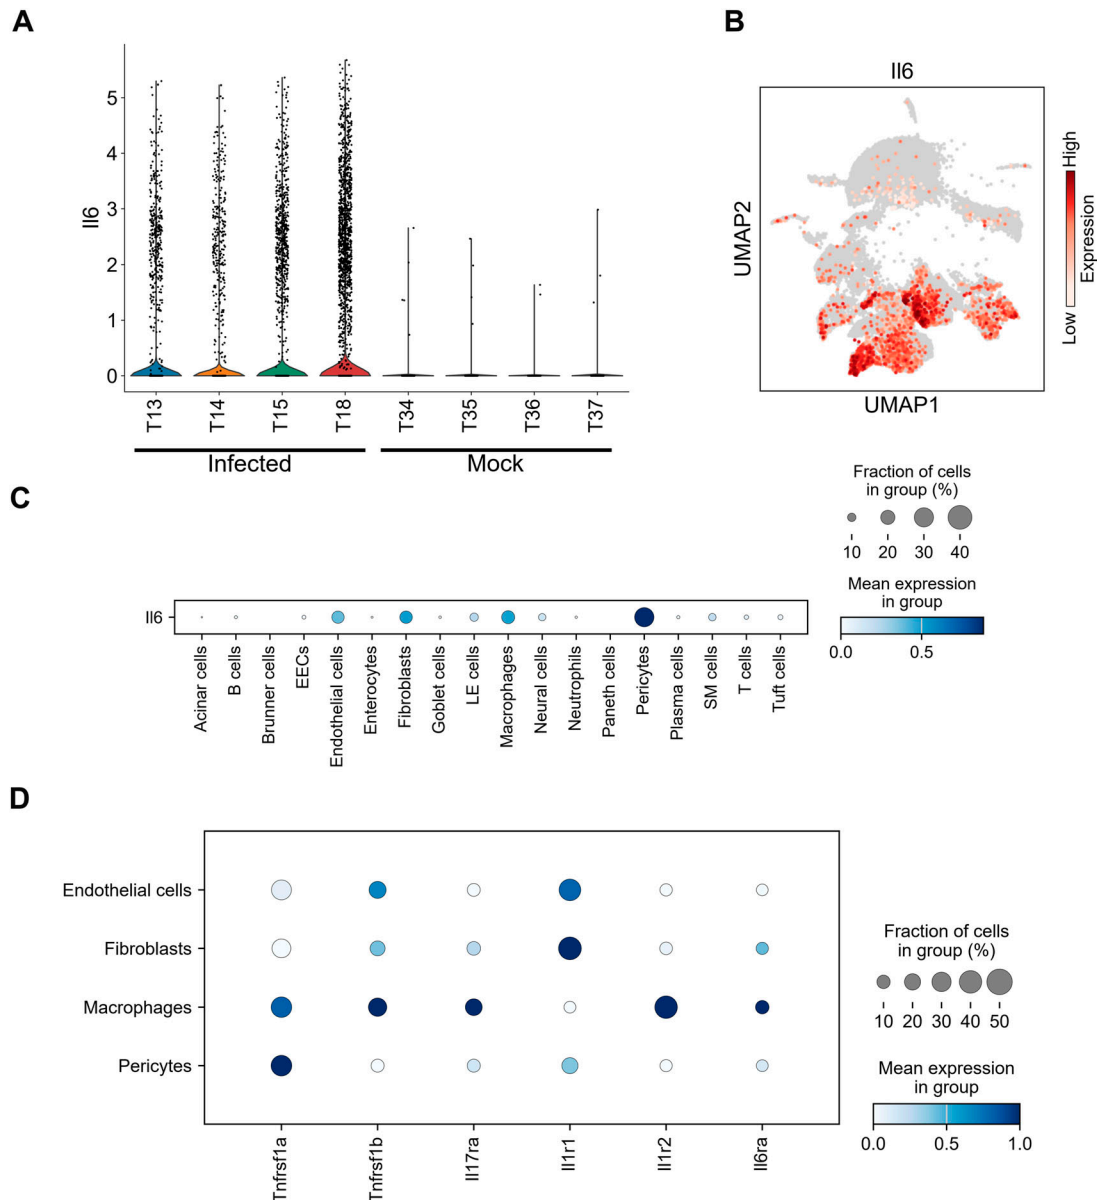 A
Il6
5
4
3
2
1
0
T13
T14
T15
T18
T34
T35
T36
T37
Infected
Mock
B
Il6
UMAP2
UMAP1
High
Expression
Low
C
Il6
Acinar cells
B cells
Brunner cells
EECs
Endothelial cells
Enterocytes
Fibroblasts
Goblet cells
LE cells
Macrophages
Neural cells
Neutrophils
Paneth cells
Pericytes
Plasma cells
SM cells
T cells
Tuft cells
Fraction of cells
in group (%)
10 20 30 40
Mean expression
in group
0.0 0.5
D
Endothelial cells
Fibroblasts
Macrophages
Pericytes
Tnfrsf1a
Tnfrsf1b
Il17ra
Il1r1
Il1r2
Il6ra
Fraction of cells
in group (%)
10 20 30 40 50
Mean expression
in group
0.0 0.5 1.0